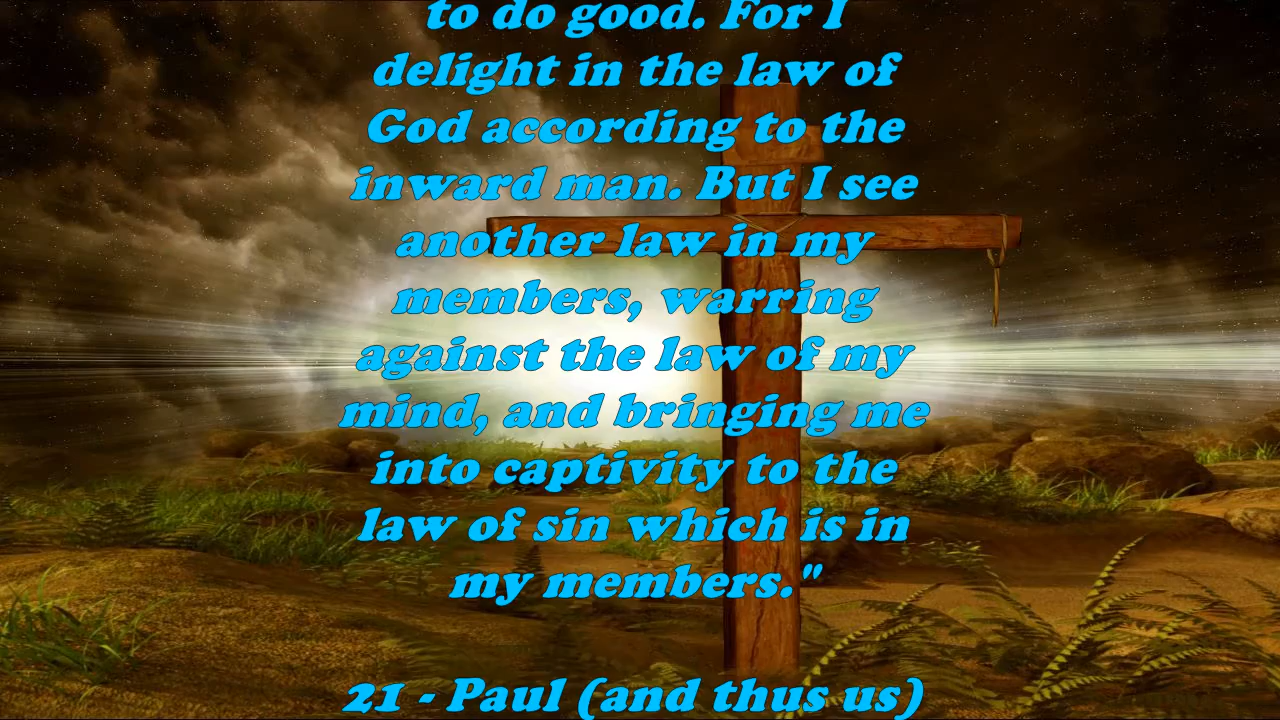 to do good. For I
delight in the law of
God according to the
inward man. But I see
another law in my
members, warring
against the law of my
mind, and bringing me
into captivity to the
law of sin which is in
my members."
21 - Paul (and thus us)